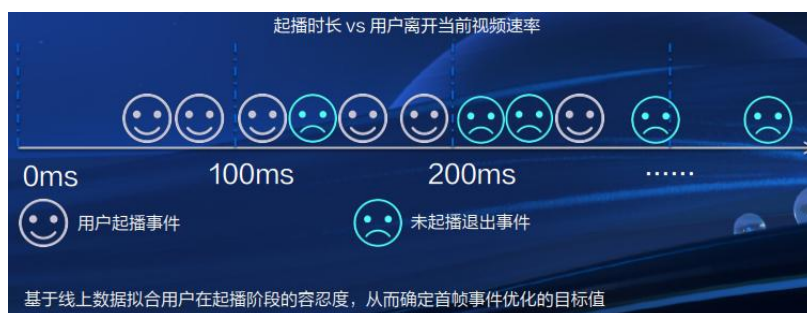 起播时长 vs 用户离开当前视频速率
0ms 100ms 200ms ······
用户起播事件 未起播退出事件
基于线上数据拟合用户在起播阶段的容忍度，从而确定首帧事件优化的目标值